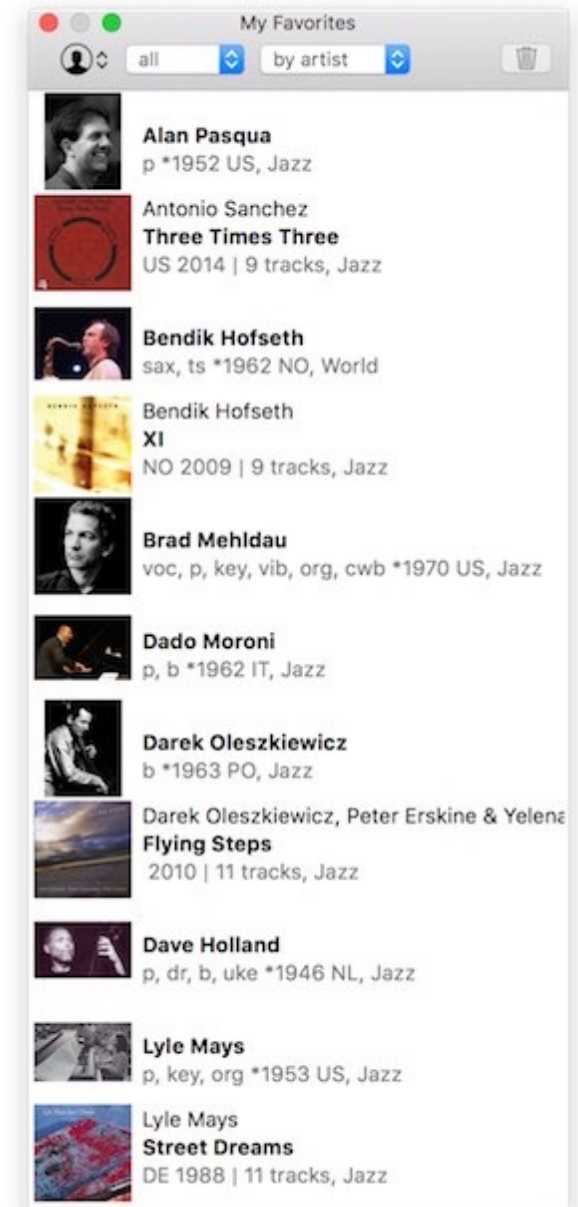 My Favorites
all
by artist
Alan Pasqua
p *1952 US, Jazz
Antonio Sanchez
Three Times Three
US 2014 | 9 tracks, Jazz
Bendik Hofseth
sax, ts *1962 NO, World
BENDIK HOFSETH
Bendik Hofseth
XI
NO 2009 | 9 tracks, Jazz
Brad Mehldau
voc, p, key, vib, org, cwb *1970 US, Jazz
Dado Moroni
p, b *1962 IT, Jazz
Darek Oleszkiewicz
b *1963 PO, Jazz
Darek Oleszkiewicz, Peter Erskine & Yelena
Flying Steps
2010 | 11 tracks, Jazz
Dave Holland
p, dr, b, uke *1946 NL, Jazz
Lyle Mays
p, key, org *1953 US, Jazz
Lyle Mays
Street Dreams
DE 1988 | 11 tracks, Jazz